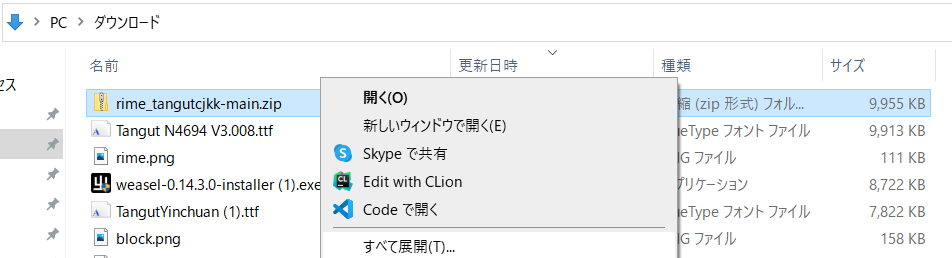 PC ダウンロード
名前 更新日時 種類 サイズ
セス
rime_tangutcjkk-main.zip 縮 (zip 形式) フォル... 9,955 KB
Tangut N4694 V3.008.ttf ueType フォント ファイル 9,913 KB
rime.png Gファイル 111 KB
weasel-0.14.3.0-installer (1).exe プリケーション 8,722 KB
TangutYinchuan (1).ttf ueType フォント ファイル 7,822 KB
block.png Gファイル 158 KB
開く(O)
新しいウィンドウで開く(E)
Skype で共有
Edit with CLion
Code で開く
すべて展開(T)...